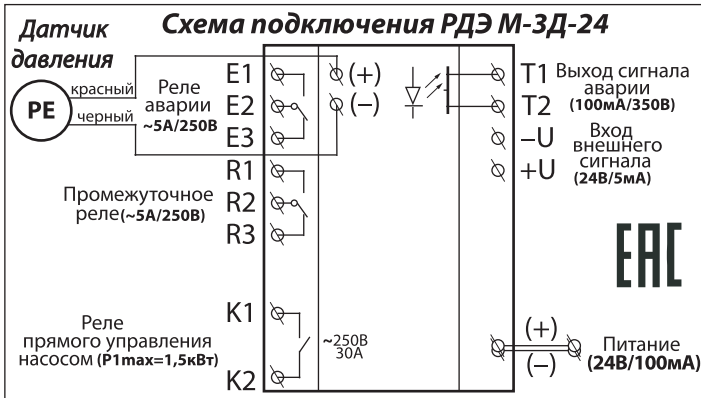 Схема подключения РДЭ М-3Д-24
Датчик
давления
РЕ
красный
черный
Реле
аварии
~5А/250В
E1
E2
E3
(+)
(–)
T1
T2
–U
+U
Выход сигнала
аварии
(100мА/350В)
Вход
внешнего
сигнала
(24В/5мА)
Промежуточное
реле(~5А/250В)
R1
R2
R3
ЕАС
Реле
прямого управления
насосом (P1max=1,5кВт)
K1
K2
~250В
30А
(+)
(–)
Питание
(24В/100мА)